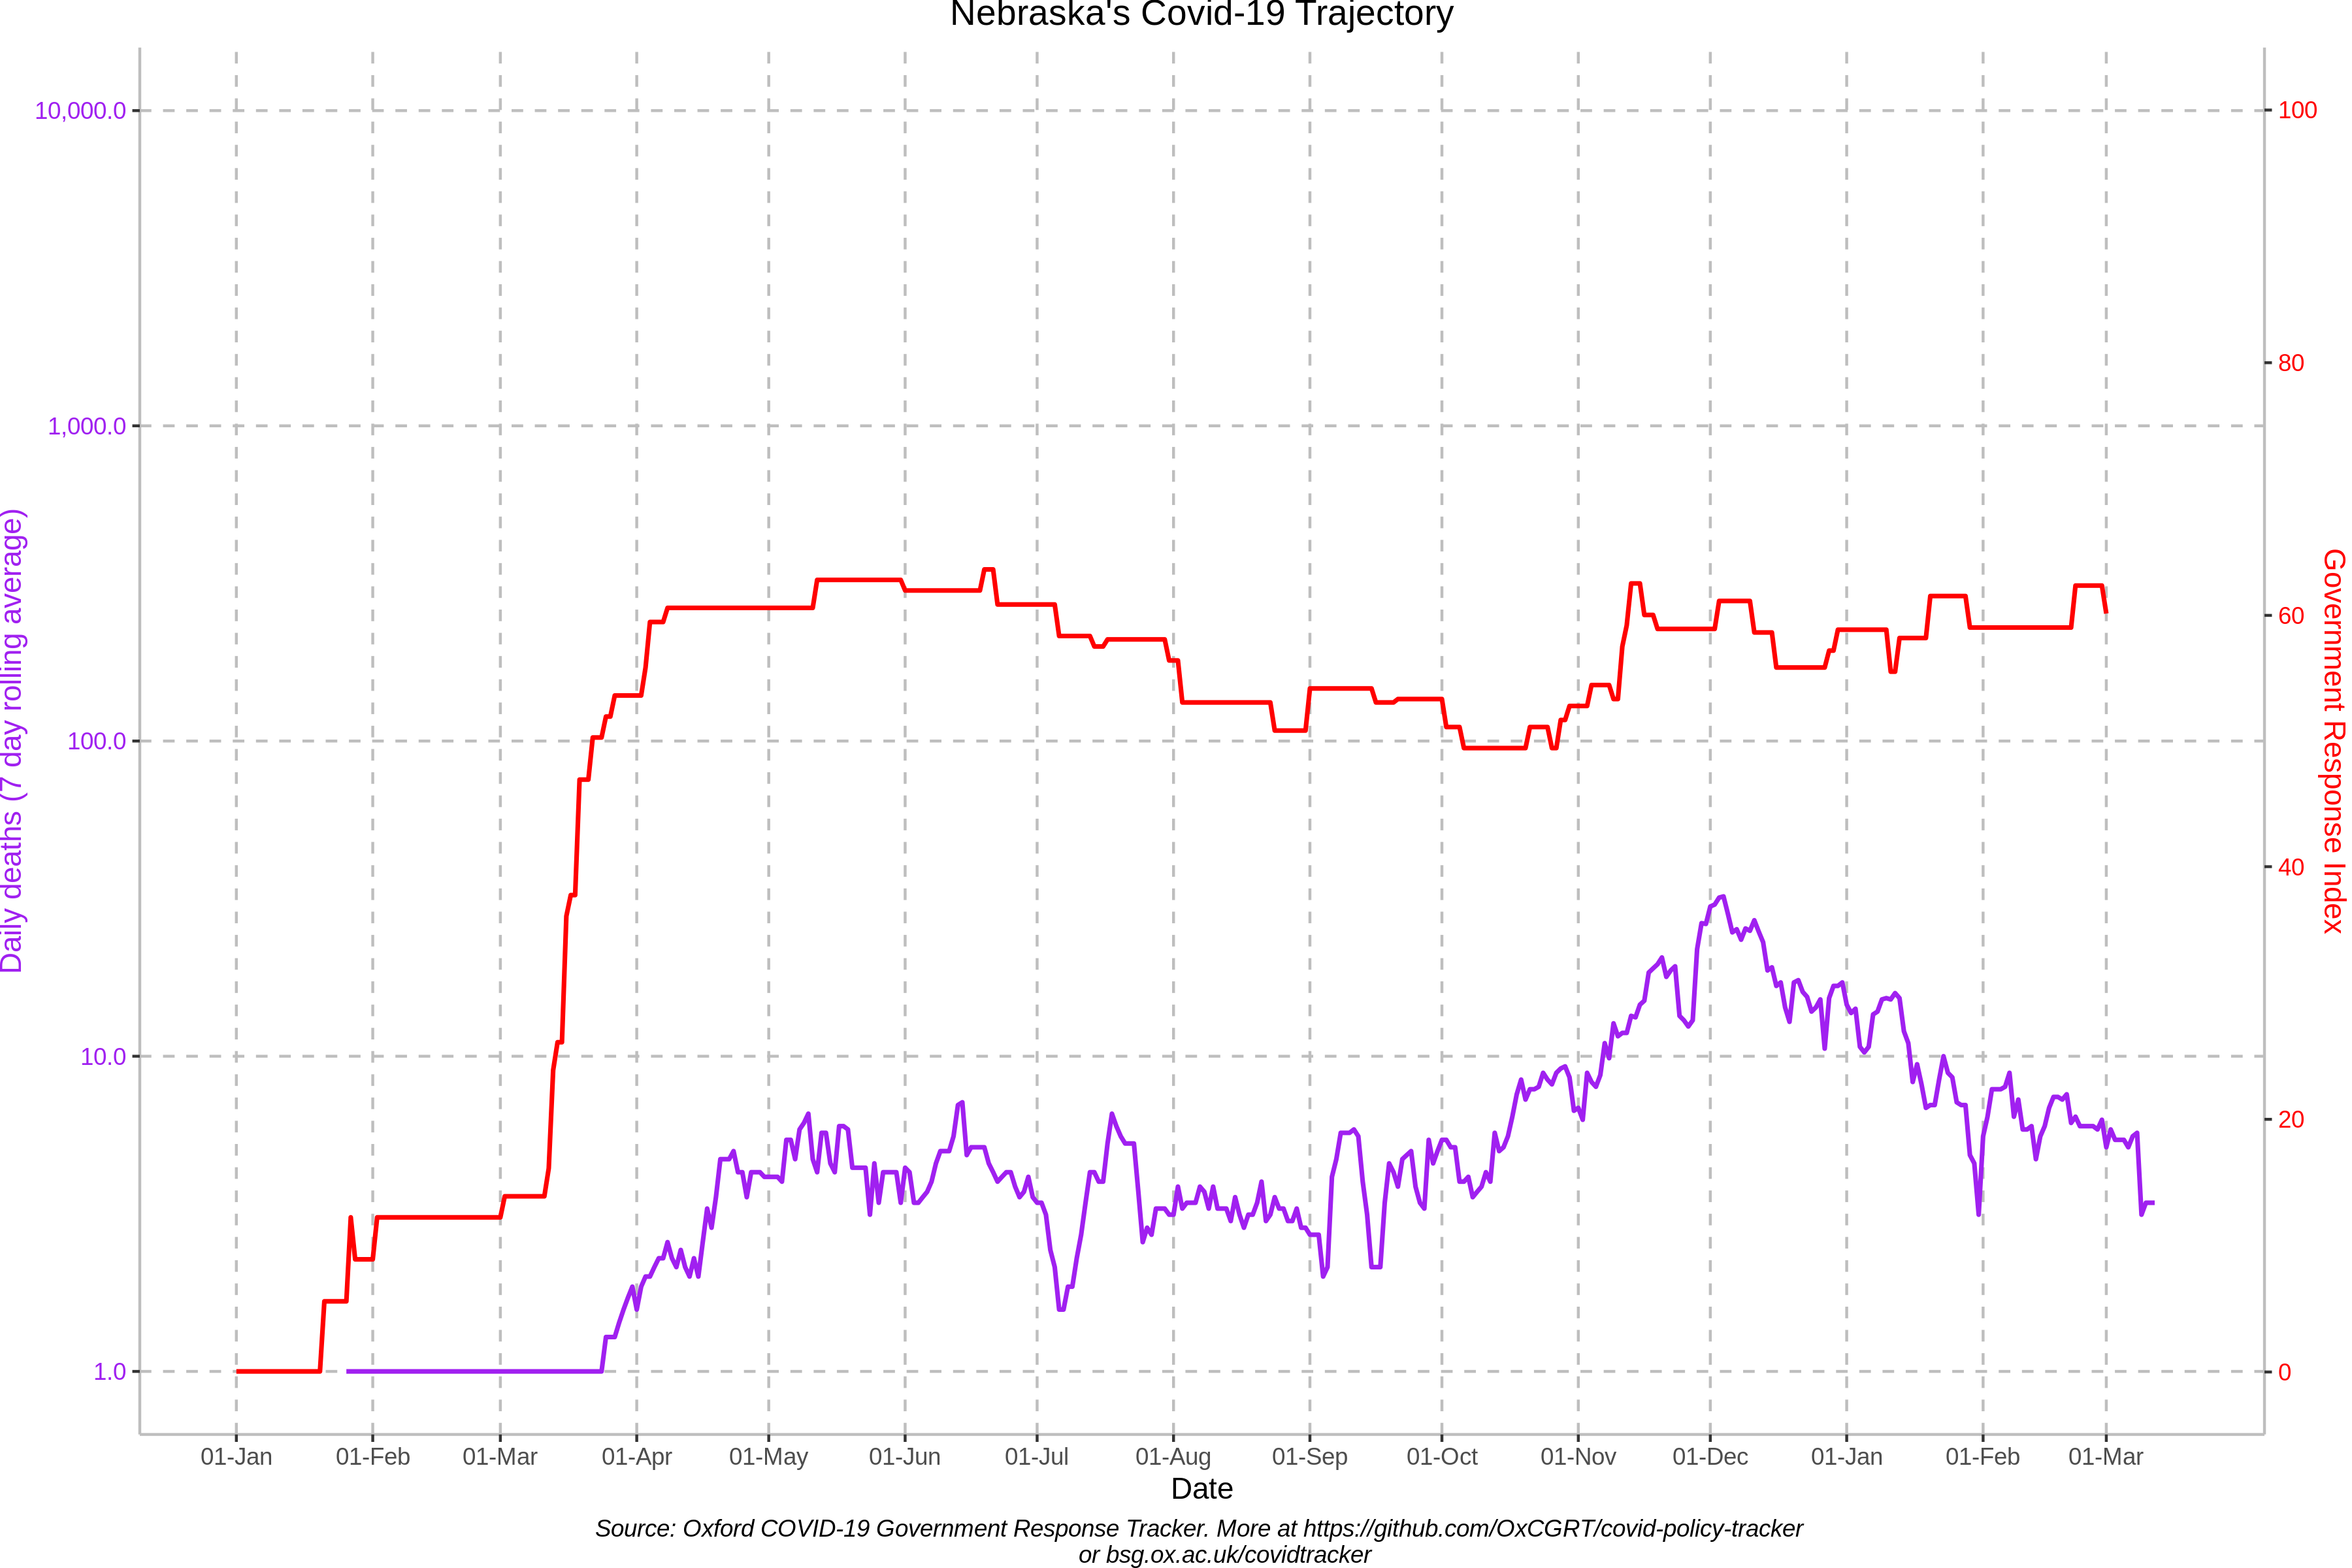 Nebraska's Covid-19 Trajectory
10,000.0
1,000.0
100.0
10.0
1.0
Daily deaths (7 day rolling average)
100
80
60
40
20
0
Government Response Index
01-Jan 01-Feb 01-Mar 01-Apr 01-May 01-Jun 01-Jul 01-Aug 01-Sep 01-Oct 01-Nov 01-Dec 01-Jan 01-Feb 01-Mar
Date
Source: Oxford COVID-19 Government Response Tracker. More at https://github.com/OxCGRT/covid-policy-tracker
or bsg.ox.ac.uk/covidtracker